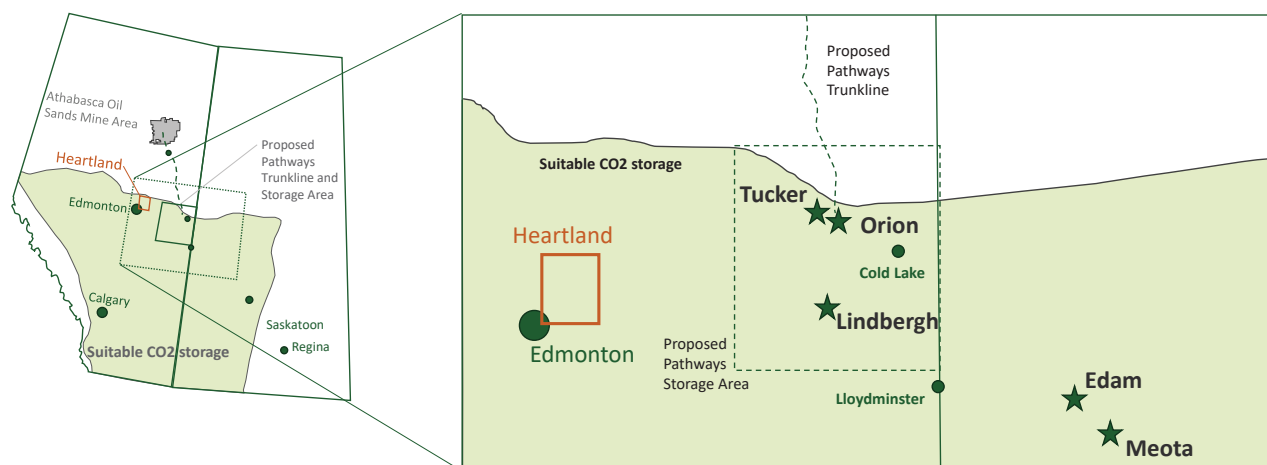 Athabasca Oil
Sands Mine Area
Heartland
Proposed
Pathways
Trunkline and
Storage Area
Edmonton
Calgary
Saskatoon
Regina
Suitable CO2 storage
Proposed
Pathways
Trunkline
Suitable CO2 storage
Tucker
Orion
Heartland
Cold Lake
Lindbergh
Edmonton
Proposed
Pathways
Storage Area
Lloydminster
Edam
Meota